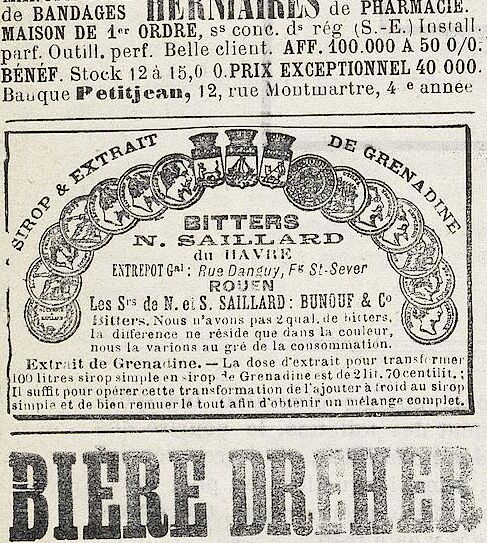 de BANDAGES HERNIAIRES de PHARMACIE.
MAISON DE 1er ORDRE, ss conc. ds rég (S.-E.) Install.
parf. Outill. perf. Belle client. AFF. 100.000 A 50 0/0.
BÉNÉF. Stock 12 à 15,0 0. PRIX EXCEPTIONNEL 40 000.
Banque Petitjean, 12, rue Montmartre, 4 e année
SIROP & EXTRAIT DE GRENADINE
BITTERS
N. SAILLARD
du HAVRE
ENTREPOT Gal : Rue Danguy, Fg St-Sever
ROUEN
Les Srs de N. et S. SAILLARD : BUNOUF & Co
Bitters. Nous n'avons pas 2 qual. de bitters,
la différence ne réside que dans la couleur,
nous la varions au gré de la consommation.
Extrait de Grenadine. — La dose d'extrait pour transformer
100 litres sirop simple en sirop de Grenadine est de 2 lit. 70 centilit. :
Il suffit pour opérer cette transformation de l'ajouter à froid au sirop
simple et de bien remuer le tout afin d'obtenir un mélange complet.
BIÈRE DREHER